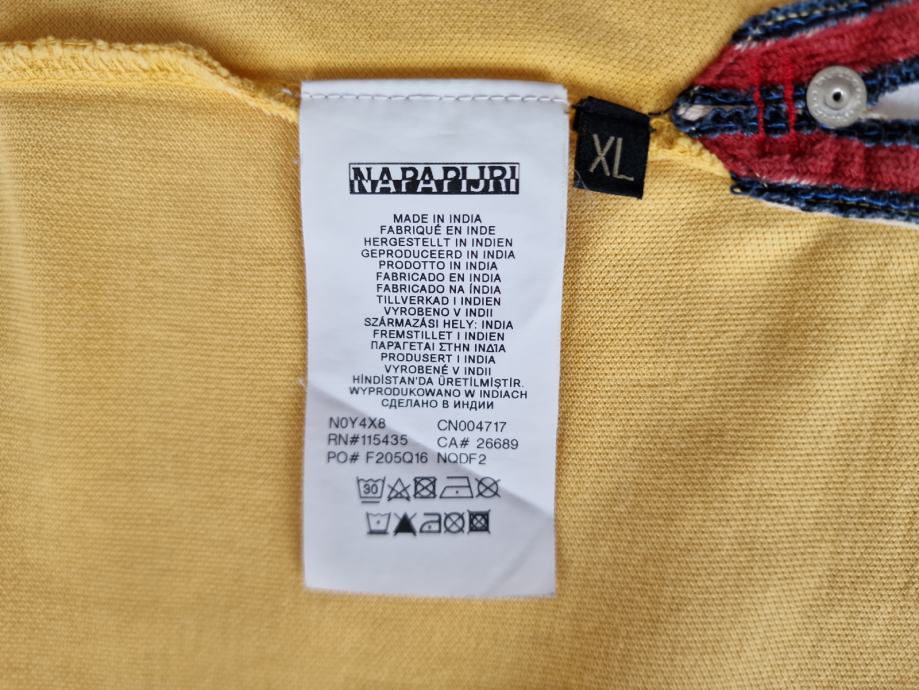 NAPAPIJRI
XL
MADE IN INDIA
FABRIQUÉ EN INDE
HERGESTELLT IN INDIEN
GEPRODUCEERD IN INDIA
PRODOTTO IN INDIA
FABRICADO EN INDIA
FABRICADO NA ÍNDIA
TILLVERKAD I INDIEN
VYROBENO V INDII
SZÁRMAZÁSI HELY: INDIA
FREMSTILLET I INDIEN
ΠΑΡΑΓΕΤΑΙ ΣΤΗΝ ΙΝΔΊΑ
PRODUSERT I INDIA
VYROBENÉ V INDII
HİNDİSTAN'DA ÜRETİLMİŞTİR.
WYPRODUKOWANO W INDIACH
СДЕЛАНО В ИНДИИ
N0Y4X8 CN004717
RN#115435 CA# 26689
PO# F205Q16 NQDF2
30